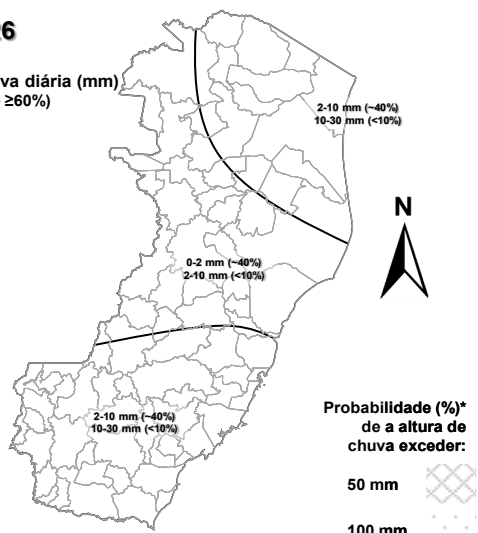 6
va diária (mm)
≥60%)
2-10 mm (~40%)
10-30 mm (<10%)
N
0-2 mm (~40%)
2-10 mm (<10%)
2-10 mm (~40%)
10-30 mm (<10%)
Probabilidade (%)*
de a altura de
chuva exceder:
50 mm
100 mm